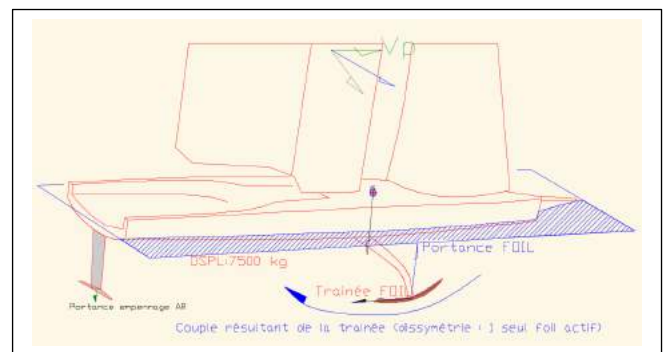 Vp
Portance FOIL
DSPL:7500 kg
Trainée FOIL
Portance empennage AR
Couple résultant de la trainée (dissymétrie : 1 seul foil actif)